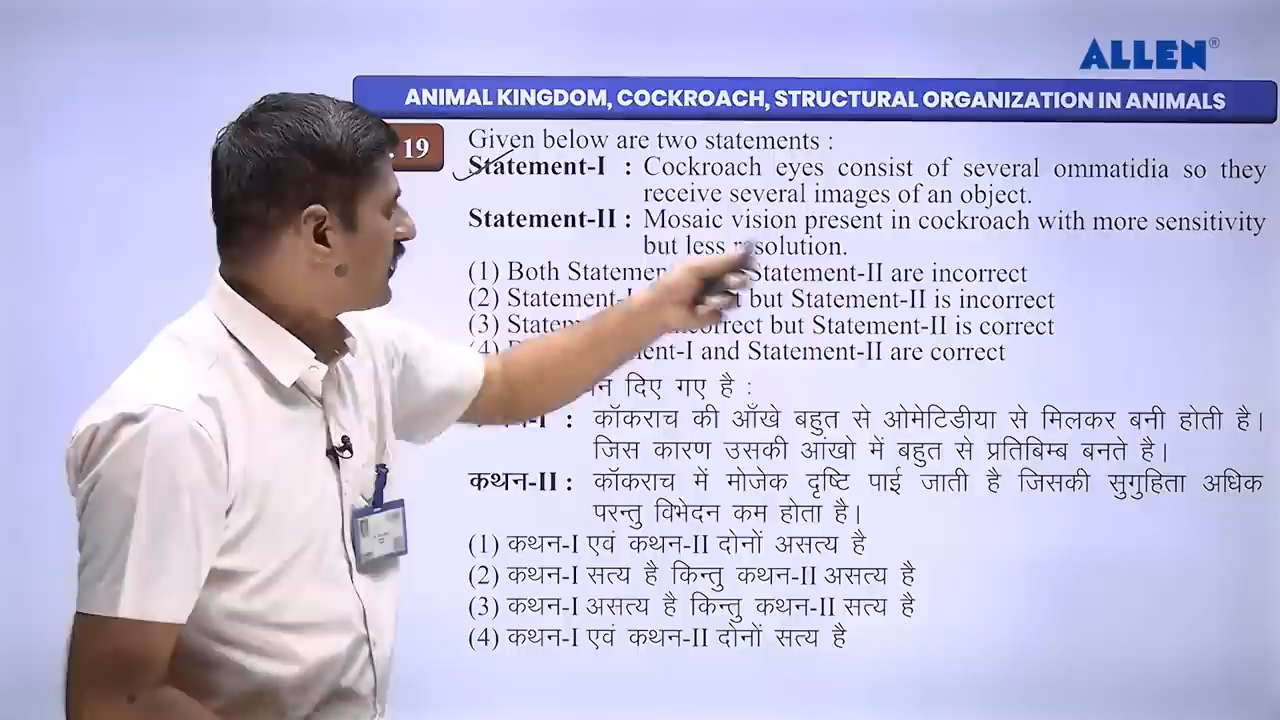 ALLEN®
ANIMAL KINGDOM, COCKROACH, STRUCTURAL ORGANIZATION IN ANIMALS
. 19
Given below are two statements :
Statement-I : Cockroach eyes consist of several ommatidia so they
receive several images of an object.
Statement-II : Mosaic vision present in cockroach with more sensitivity
but less resolution.
(1) Both Statement-II are incorrect
(2) Statement-I but Statement-II is incorrect
(3) incorrect but Statement-II is correct
(4) and Statement-II are correct
दिए गए है :
: कॉकराच की आँखे बहुत से ओमेटिडीया से मिलकर बनी होती है।
जिस कारण उसकी आंखो में बहुत से प्रतिबिम्ब बनते है।
कथन-II : कॉकराच में मोजेक दृष्टि पाई जाती है जिसकी सुगुहिता अधिक
परन्तु विभेदन कम होता है।
(1) कथन-I एवं कथन-II दोनों असत्य है
(2) कथन-I सत्य है किन्तु कथन-II असत्य है
(3) कथन-I असत्य है किन्तु कथन-II सत्य है
(4) कथन-I एवं कथन-II दोनों सत्य है